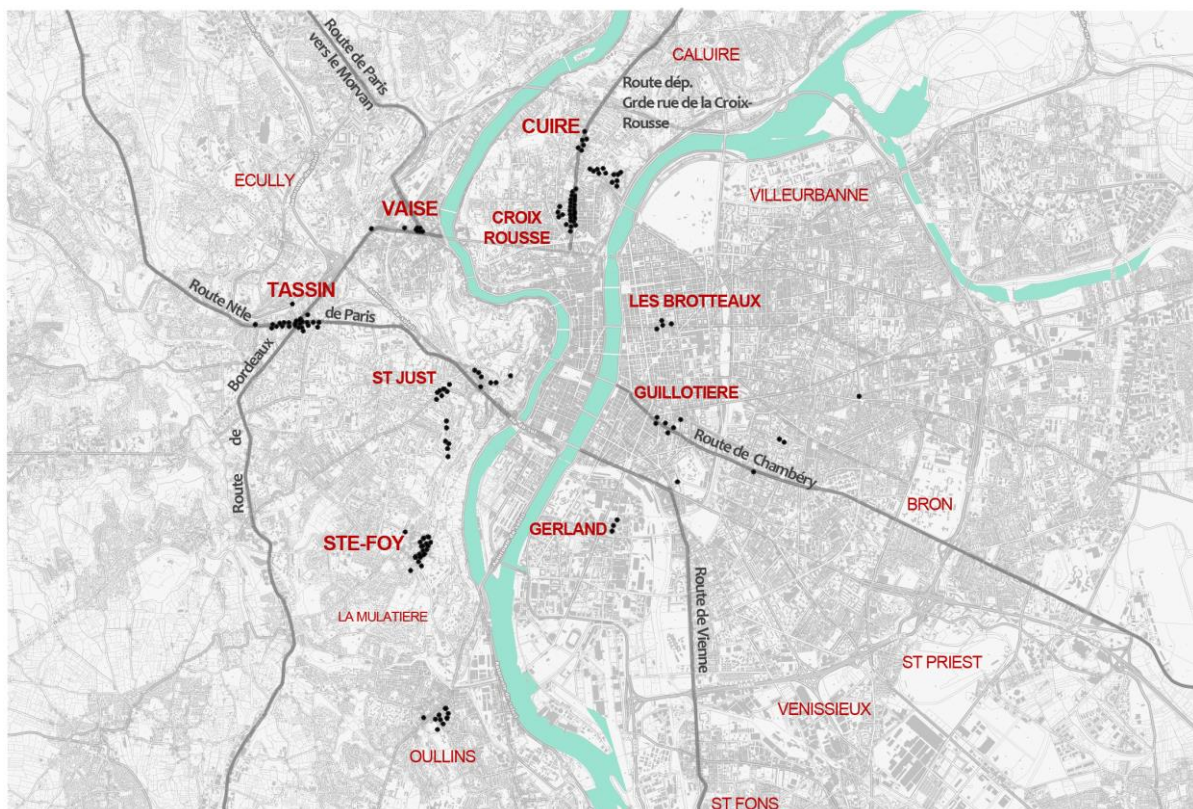 Route de Paris
vers le Morvan
CALUIRE
Route dép.
Grde rue de la Croix-
Rousse
CUIRE
ECULLY
VILLEURBANNE
VAISE
CROIX
ROUSSE
TASSIN
Route Ntle
de Paris
LES BROTTEAUX
Bordeaux
ST JUST
GUILLOTIERE
Route de Chambéry
de
Route
BRON
STE-FOY
GERLAND
LA MULATIERE
Route de Vienne
ST PRIEST
VENISSIEUX
OULLINS
ST FONS